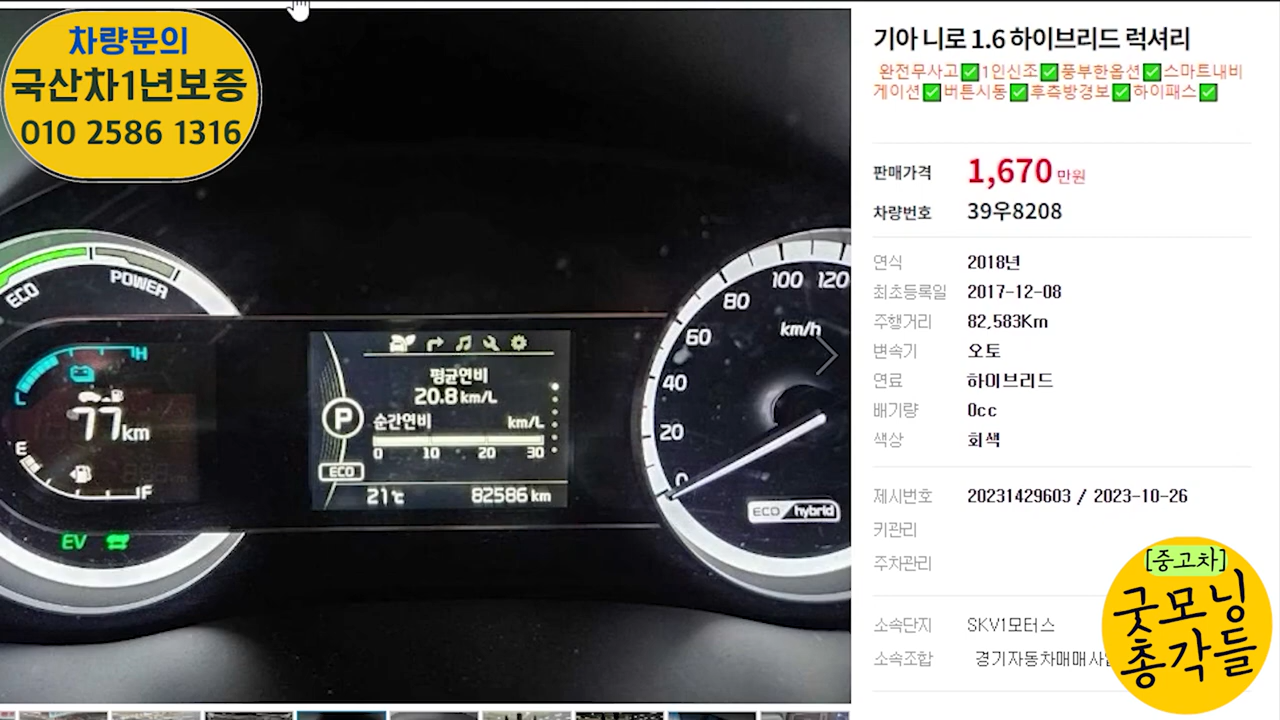 차량문의
국산차1년보증
010 2586 1316
ECO
POWER
H
77km
E
F
EV
평균연비
20.8 km/L
P
순간연비 km/L
0 10 20 30
ECO
21℃ 82586 km
0
20
40
60
80
100
120
km/h
ECO hybrid
기아 니로 1.6 하이브리드 럭셔리
완전무사고✅1인신조✅풍부한옵션✅스마트내비
게이션✅버튼시동✅후측방경보✅하이패스✅
판매가격 1,670 만원
차량번호 39우8208
연식 2018년
최초등록일 2017-12-08
주행거리 82,583Km
변속기 오토
연료 하이브리드
배기량 0cc
색상 회색
제시번호 20231429603 / 2023-10-26
키관리
주차관리
소속단지 SKV1모터스
소속조합 경기자동차매매사
[중고차]
굿모닝
총각들